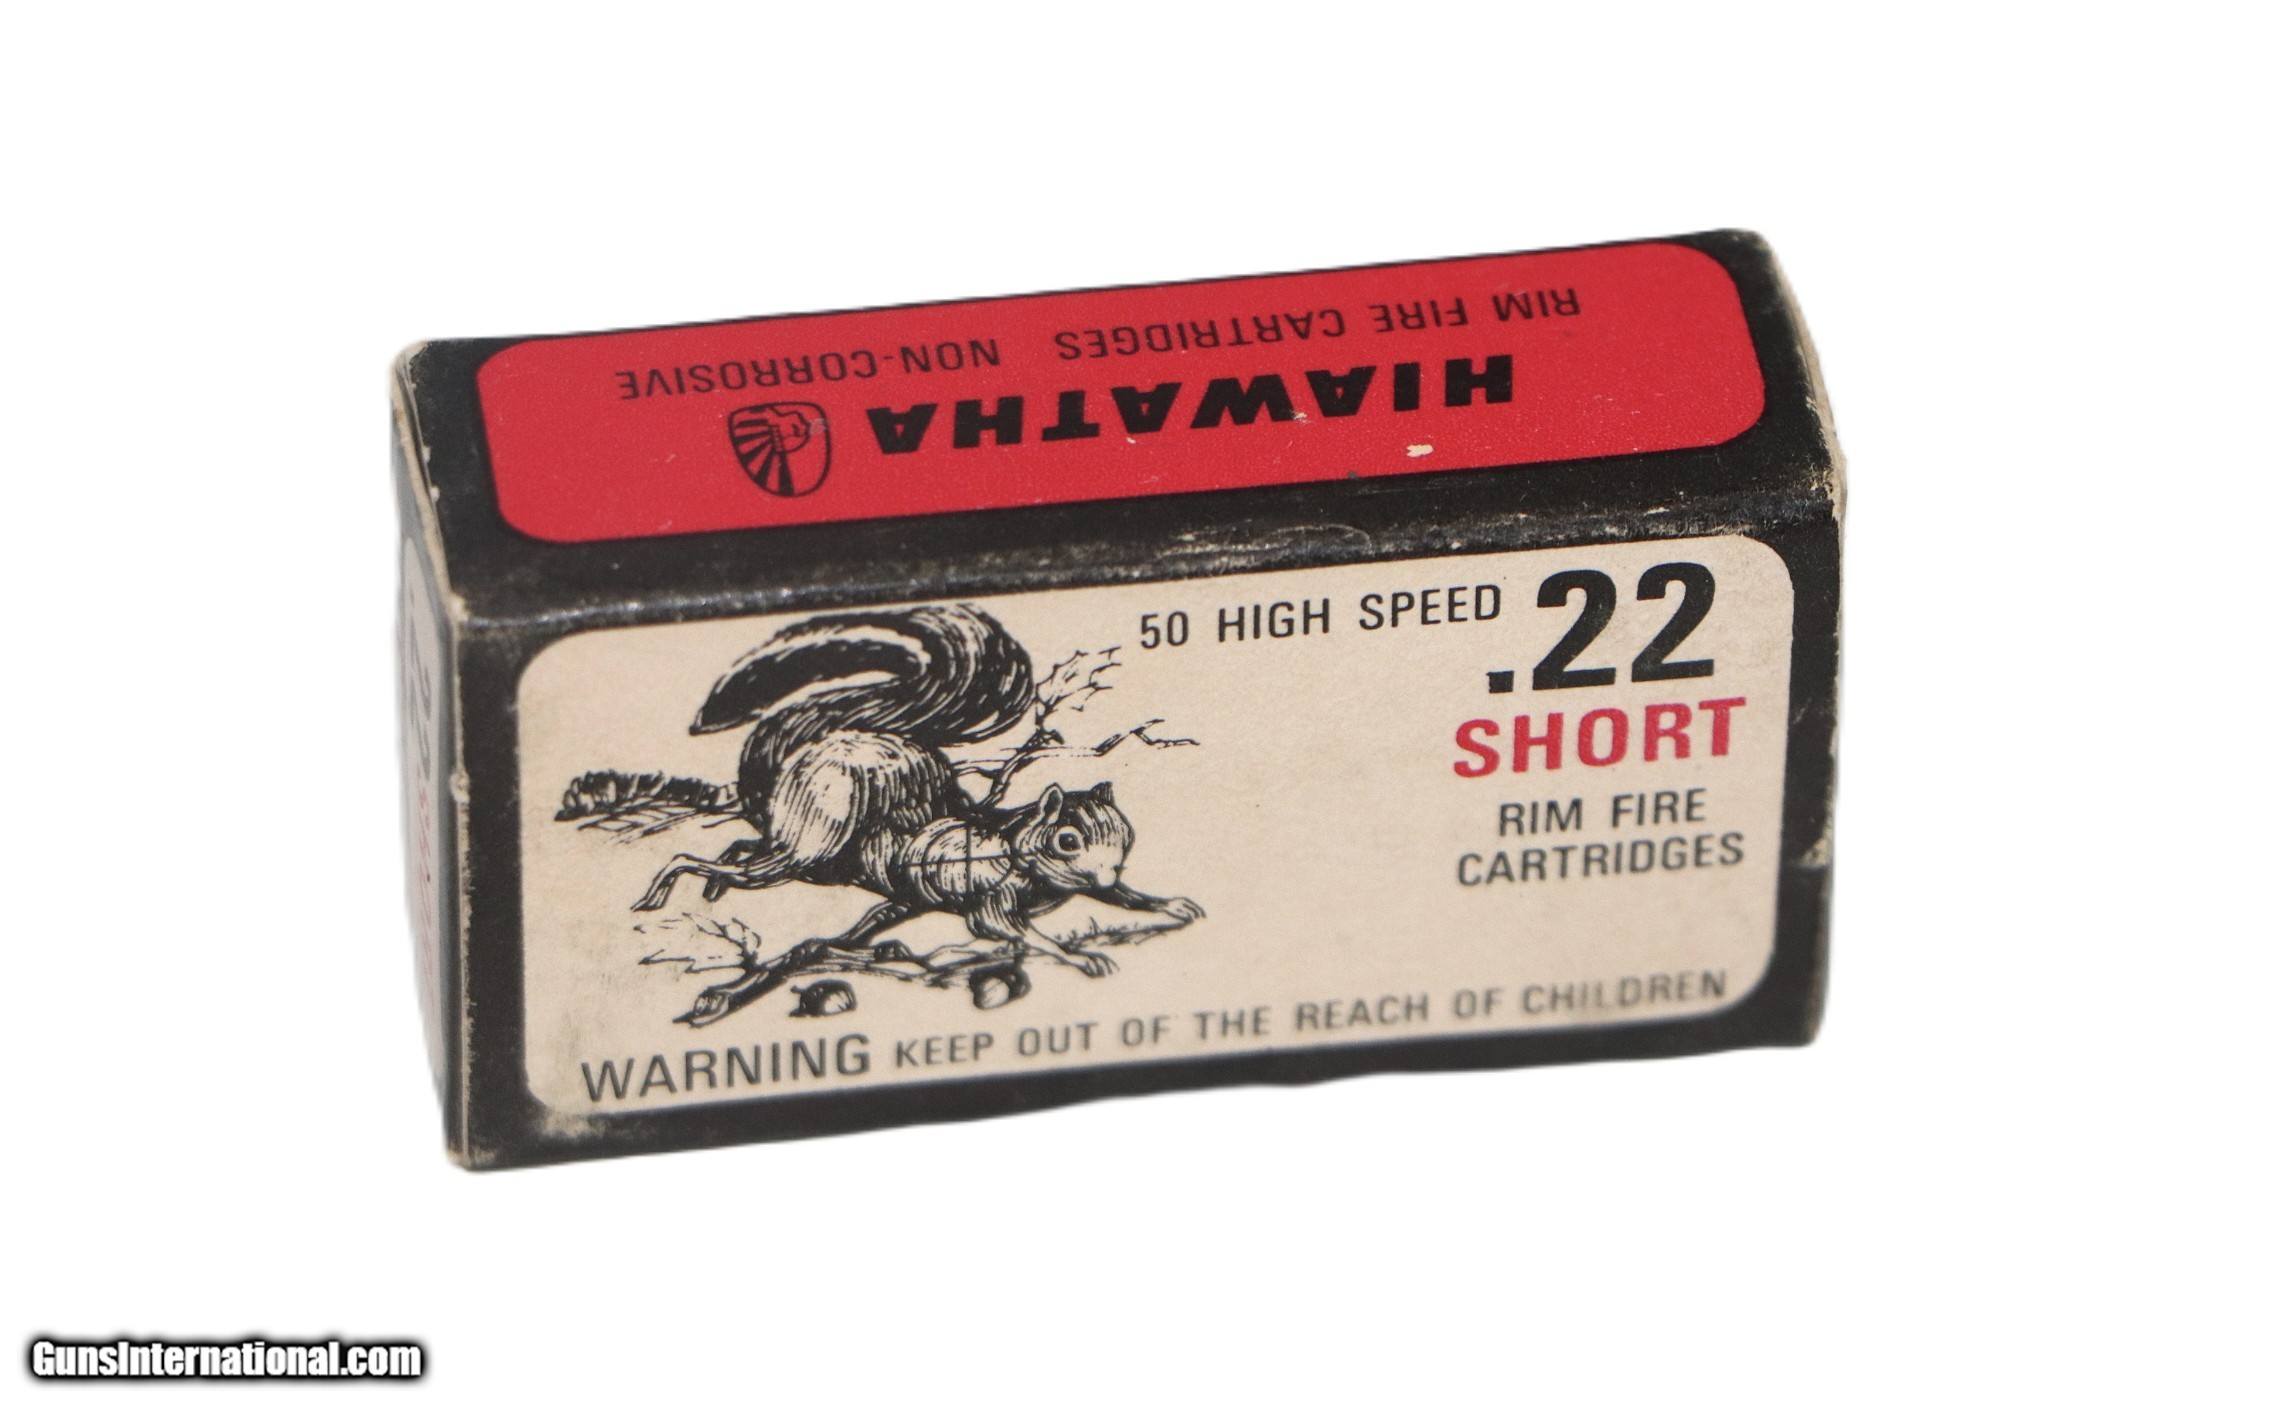 HIAWATHA
RIM FIRE CARTRIDGES NON-CORROSIVE
50 HIGH SPEED .22
SHORT
RIM FIRE
CARTRIDGES
WARNING KEEP OUT OF THE REACH OF CHILDREN
GunsInternational.com